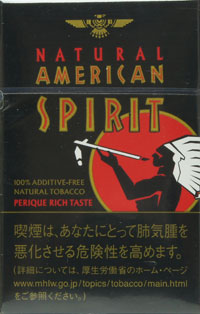 NATURAL
AMERICAN
SPIRIT
100% ADDITIVE-FREE
NATURAL TOBACCO
PERIQUE RICH TASTE
喫煙は、あなたにとって肺気腫を
悪化させる危険性を高めます。
(詳細については、厚生労働省のホーム・ページ
www.mhlw.go.jp/topics/tobacco/main.html
をご参照ください。)